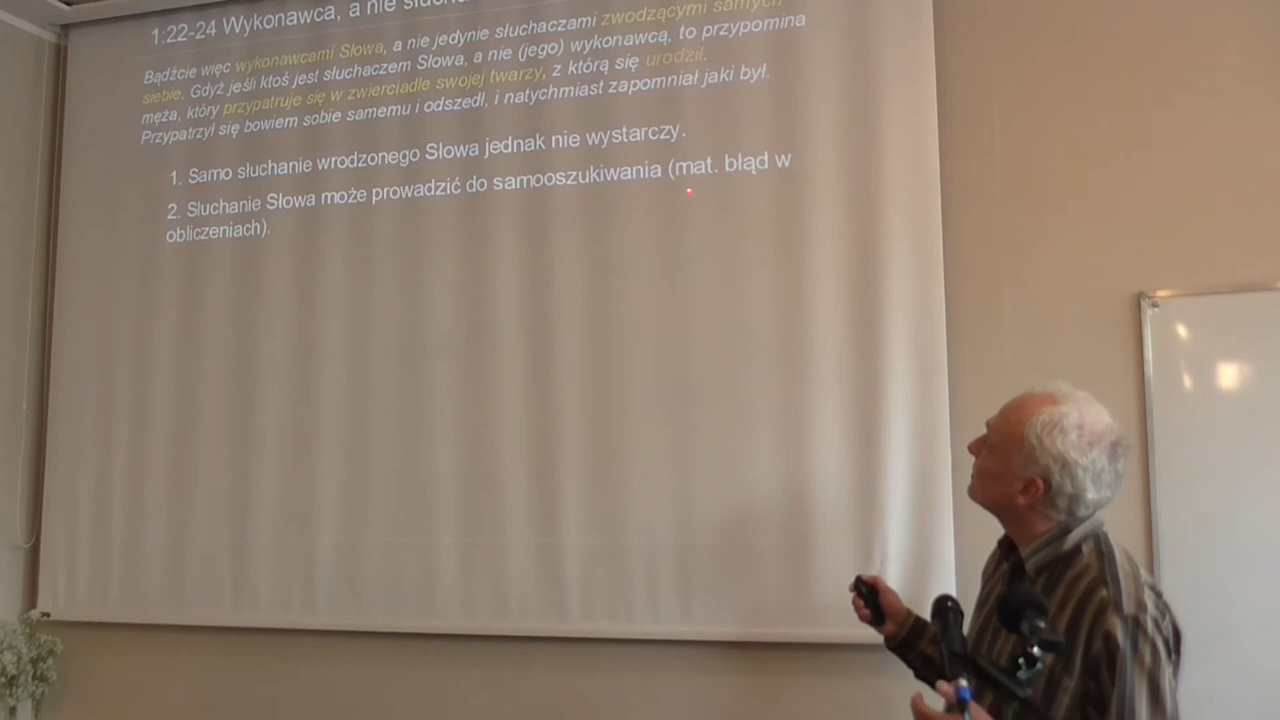 1:22-24 Wykonawca, a nie
Bądźcie więc wykonawcami Słowa, a nie jedynie słuchaczami zwodzącymi samych
siebie. Gdyż jeśli ktoś jest słuchaczem Słowa, a nie (jego) wykonawcą, to przypomina
męża, który przypatruje się w zwierciadle swojej twarzy, z którą się urodził.
Przypatrzył się bowiem sobie samemu i odszedł, i natychmiast zapomniał jaki był.
1. Samo słuchanie wrodzonego Słowa jednak nie wystarczy.
2. Słuchanie Słowa może prowadzić do samooszukiwania (mat. błąd w
obliczeniach).